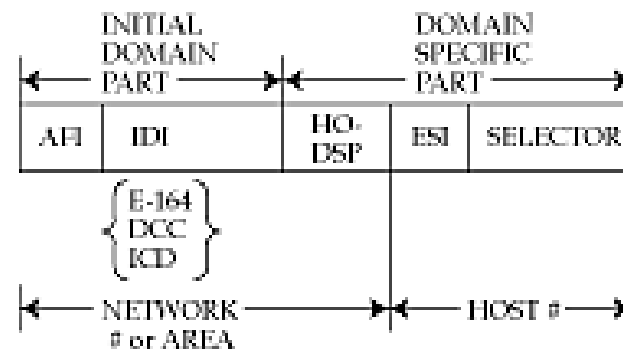 INITIAL DOMAIN PART
DOMAIN SPECIFIC PART
AFI IDI HO-DSP ESI SELECTOR
E-164
DCC
ICD
NETWORK # or AREA
HOST #